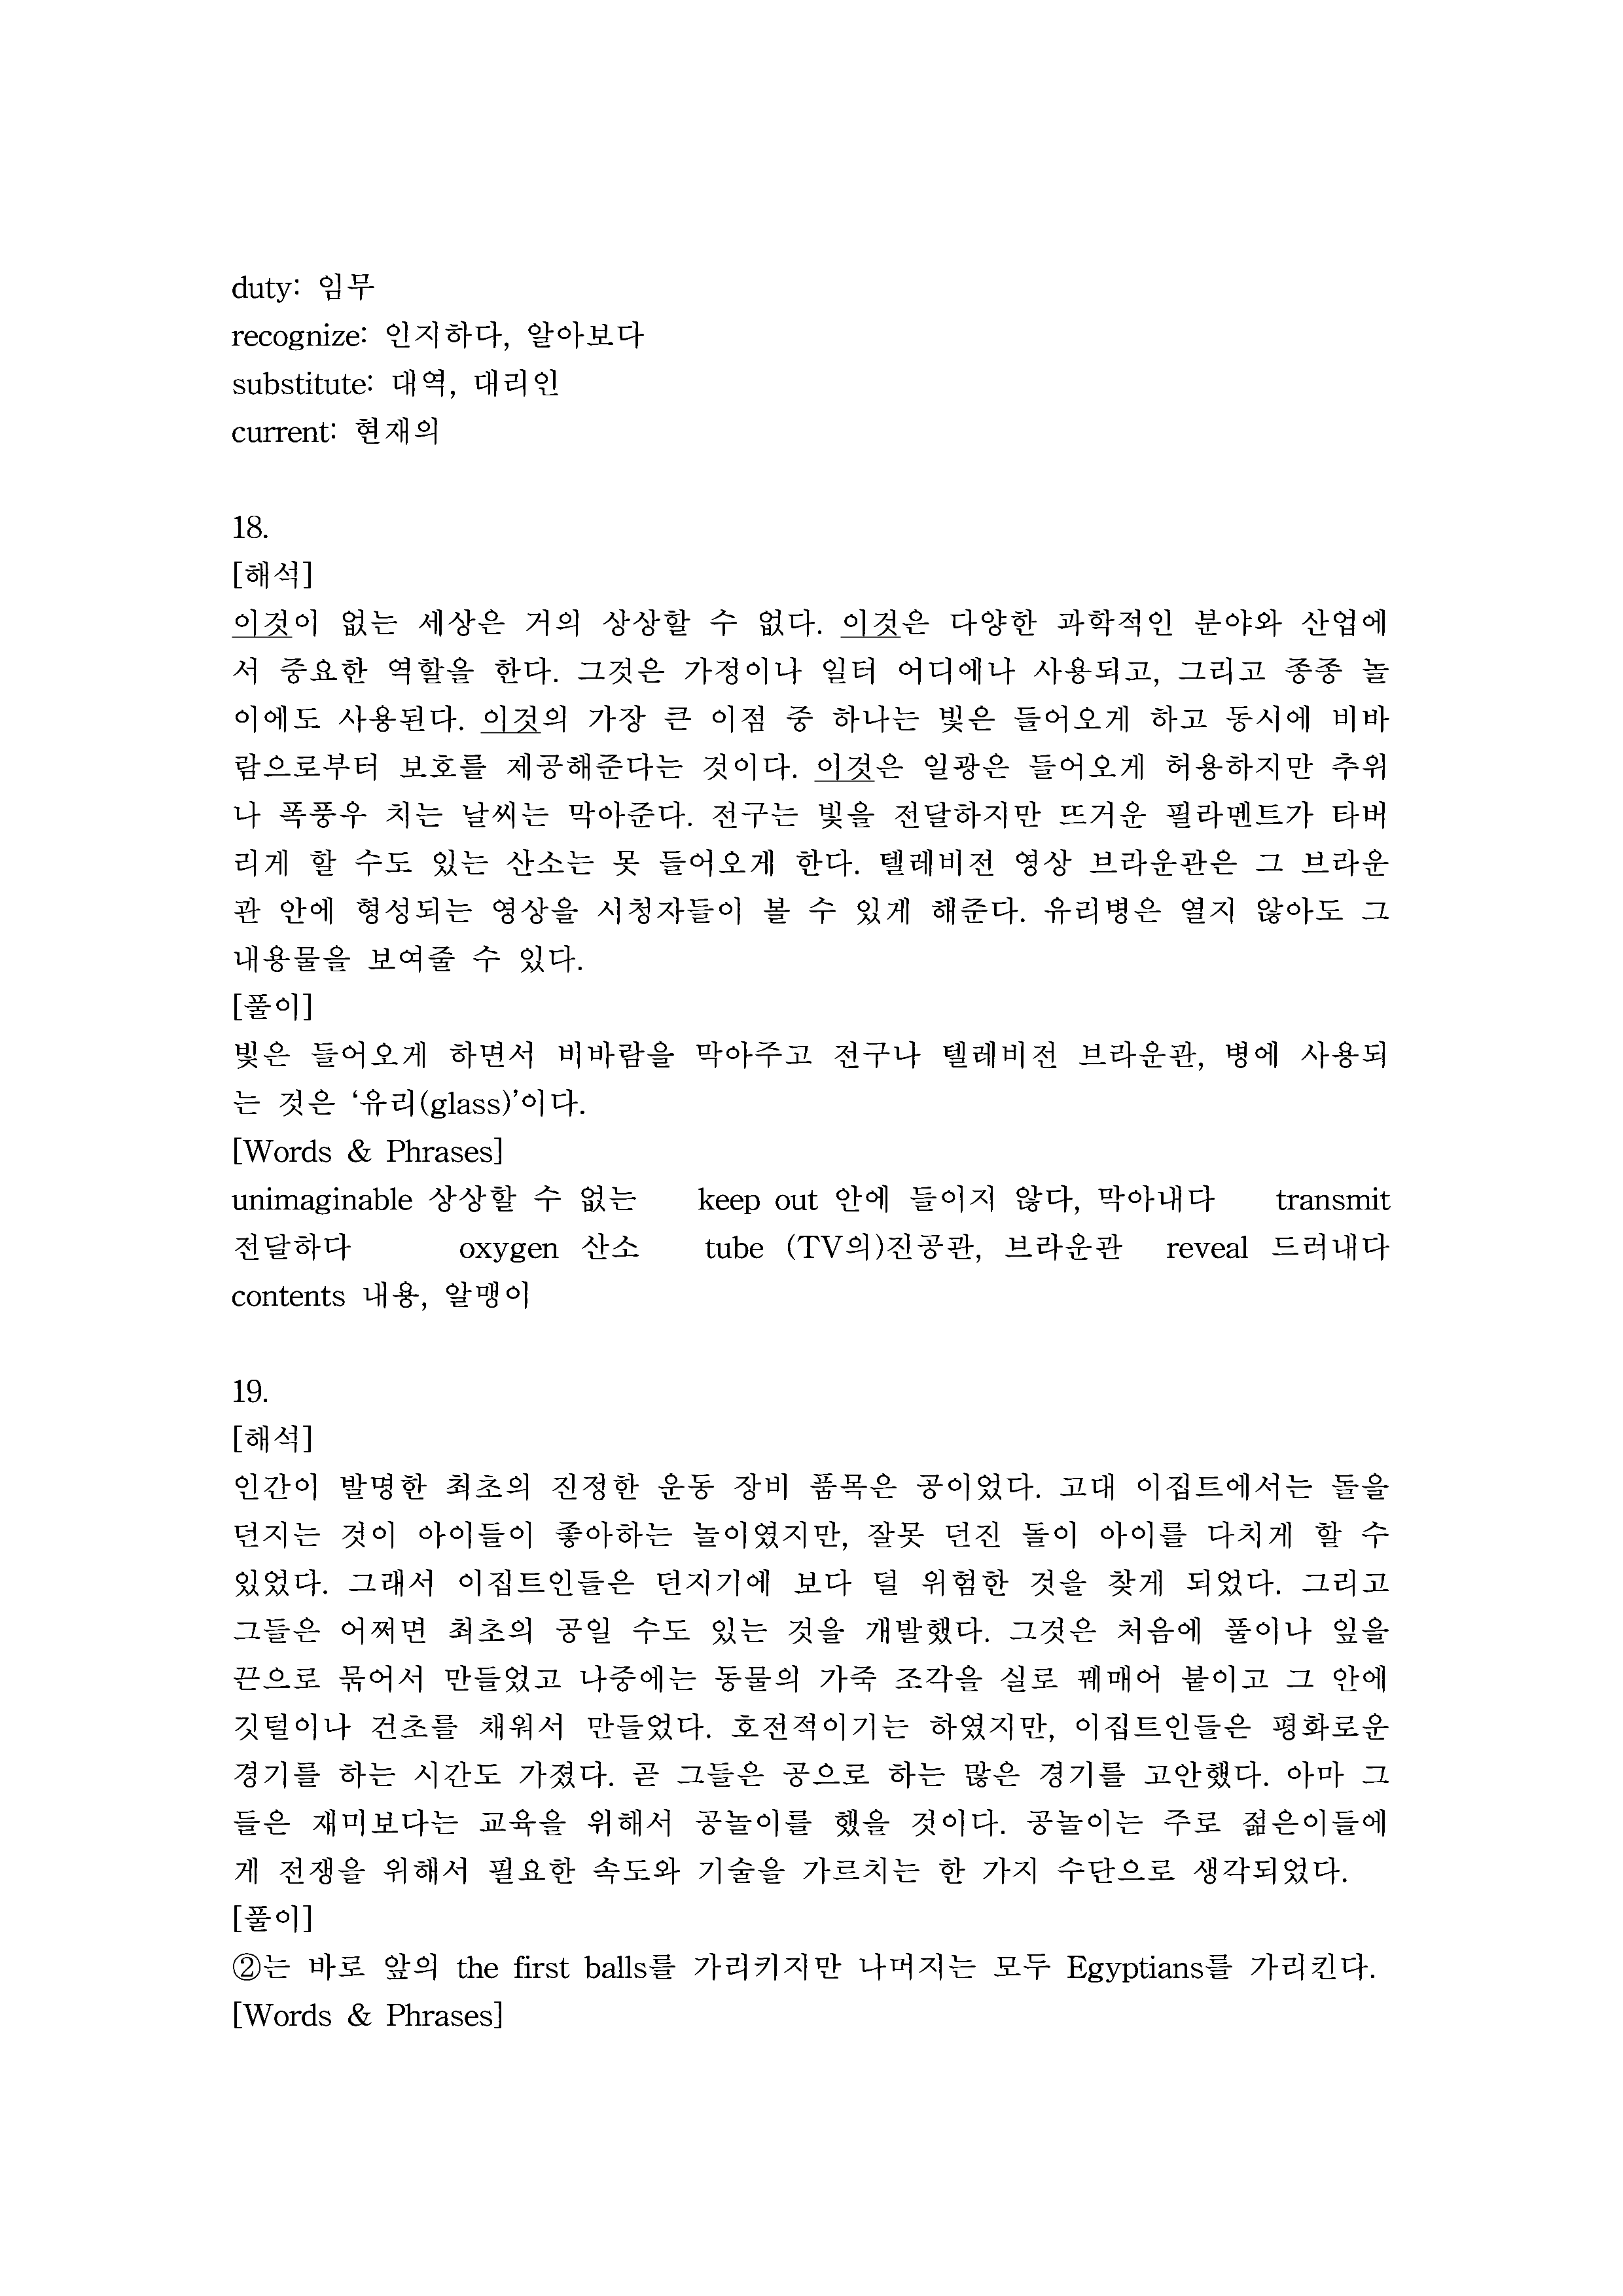 duty: 임무
recognize: 인지하다, 알아보다
substitute: 대역, 대리인
current: 현재의
18.
[해석]
이것이 없는 세상은 거의 상상할 수 없다. 이것은 다양한 과학적인 분야와 산업에
서 중요한 역할을 한다. 그것은 가정이나 일터 어디에나 사용되고, 그리고 종종 놀
이에도 사용된다. 이것의 가장 큰 이점 중 하나는 빛은 들어오게 하고 동시에 비바
람으로부터 보호를 제공해준다는 것이다. 이것은 일광은 들어오게 허용하지만 추위
나 폭풍우 치는 날씨는 막아준다. 전구는 빛을 전달하지만 뜨거운 필라멘트가 타버
리게 할 수도 있는 산소는 못 들어오게 한다. 텔레비전 영상 브라운관은 그 브라운
관 안에 형성되는 영상을 시청자들이 볼 수 있게 해준다. 유리병은 열지 않아도 그
내용물을 보여줄 수 있다.
[풀이]
빛은 들어오게 하면서 비바람을 막아주고 전구나 텔레비전 브라운관, 병에 사용되
는 것은 ‘유리(glass)’이다.
[Words & Phrases]
unimaginable 상상할 수 없는 keep out 안에 들이지 않다, 막아내다 transmit
전달하다 oxygen 산소 tube (TV의)진공관, 브라운관 reveal 드러내다
contents 내용, 알맹이
19.
[해석]
인간이 발명한 최초의 진정한 운동 장비 품목은 공이었다. 고대 이집트에서는 돌을
던지는 것이 아이들이 좋아하는 놀이였지만, 잘못 던진 돌이 아이를 다치게 할 수
있었다. 그래서 이집트인들은 던지기에 보다 덜 위험한 것을 찾게 되었다. 그리고
그들은 어쩌면 최초의 공일 수도 있는 것을 개발했다. 그것은 처음에 풀이나 잎을
끈으로 묶어서 만들었고 나중에는 동물의 가죽 조각을 실로 꿰매어 붙이고 그 안에
깃털이나 건초를 채워서 만들었다. 호전적이기는 하였지만, 이집트인들은 평화로운
경기를 하는 시간도 가졌다. 곧 그들은 공으로 하는 많은 경기를 고안했다. 아마 그
들은 재미보다는 교육을 위해서 공놀이를 했을 것이다. 공놀이는 주로 젊은이들에
게 전쟁을 위해서 필요한 속도와 기술을 가르치는 한 가지 수단으로 생각되었다.
[풀이]
②는 바로 앞의 the first balls를 가리키지만 나머지는 모두 Egyptians를 가리킨다.
[Words & Phrases]